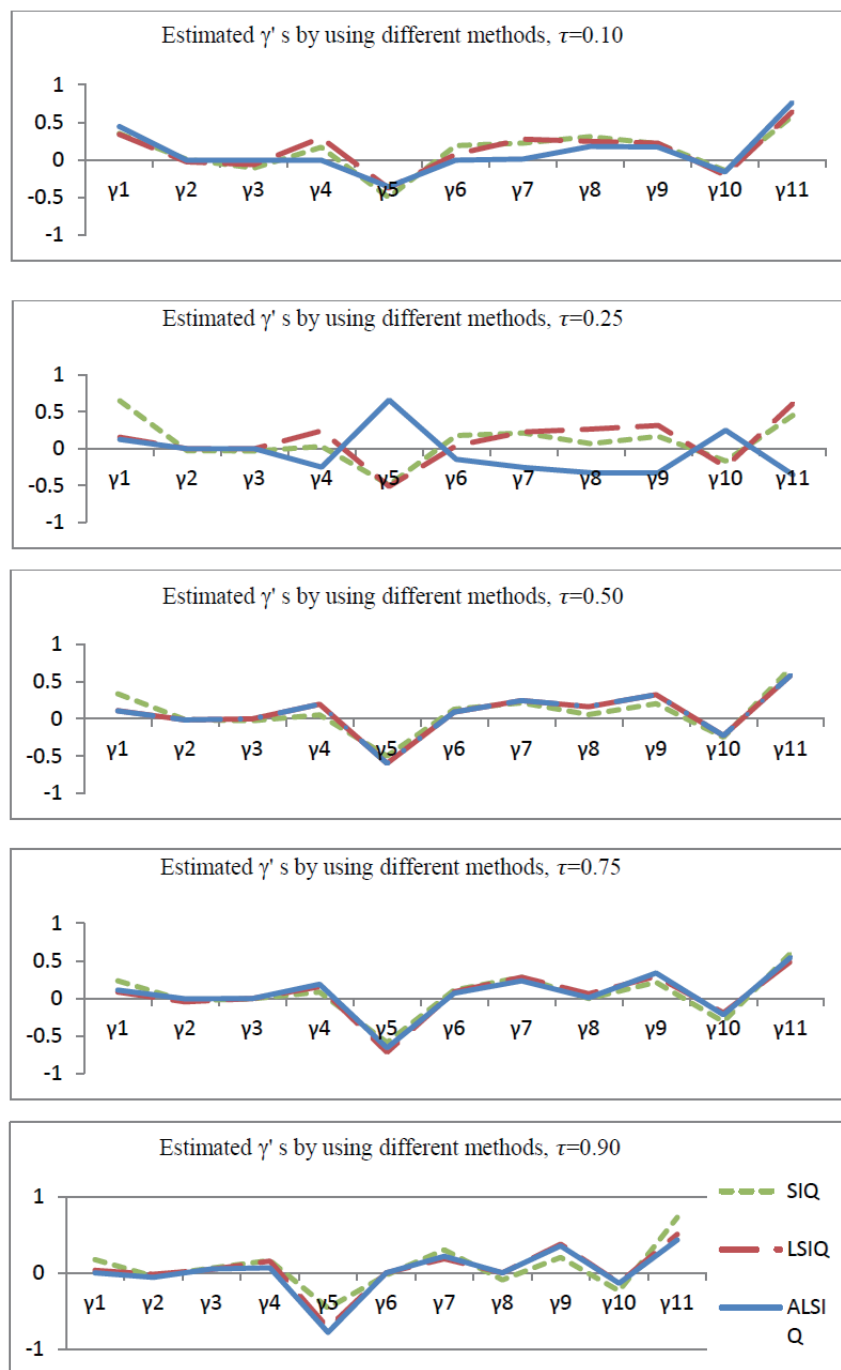 Estimated γ' s by using different methods, τ=0.10
1
0.5
0
-0.5
-1
γ1 γ2 γ3 γ4 γ5 γ6 γ7 γ8 γ9 γ10 γ11
Estimated γ' s by using different methods, τ=0.25
1
0.5
0
-0.5
-1
γ1 γ2 γ3 γ4 γ5 γ6 γ7 γ8 γ9 γ10 γ11
Estimated γ' s by using different methods, τ=0.50
1
0.5
0
-0.5
-1
γ1 γ2 γ3 γ4 γ5 γ6 γ7 γ8 γ9 γ10 γ11
Estimated γ' s by using different methods, τ=0.75
1
0.5
0
-0.5
-1
γ1 γ2 γ3 γ4 γ5 γ6 γ7 γ8 γ9 γ10 γ11
Estimated γ' s by using different methods, τ=0.90
1
0
-1
γ1 γ2 γ3 γ4 γ5 γ6 γ7 γ8 γ9 γ10 γ11
SIQ
LSIQ
ALSI
Q